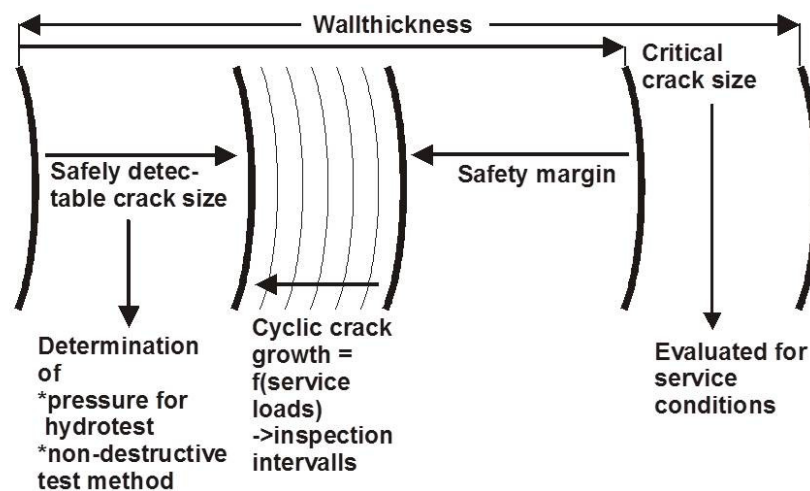 Wallthickness
Critical
crack size
Safely detec-
table crack size
Safety margin
Determination
of
*pressure for
hydrotest
*non-destructive
test method
Cyclic crack
growth =
f(service
loads)
->inspection
intervalls
Evaluated for
service
conditions